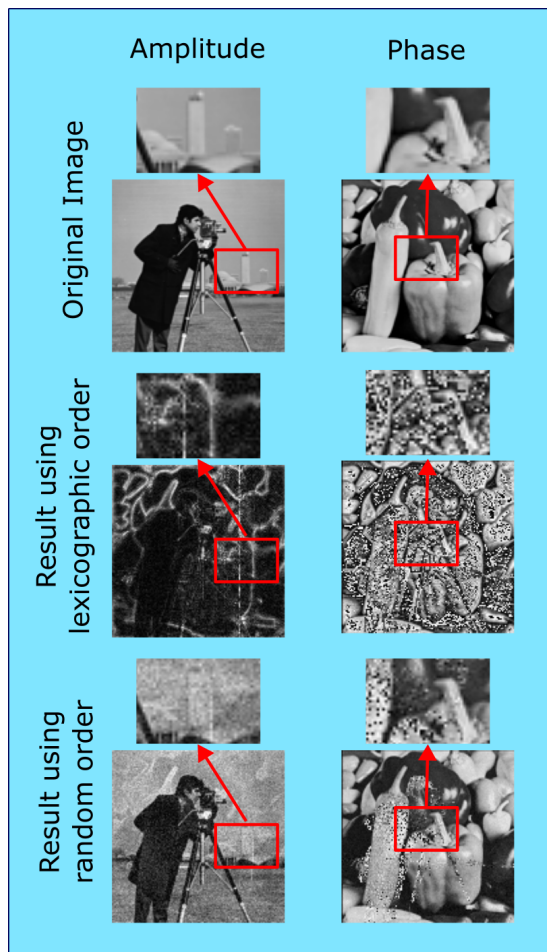 Amplitude
Phase
Original Image
Result using
lexicographic order
Result using
random order